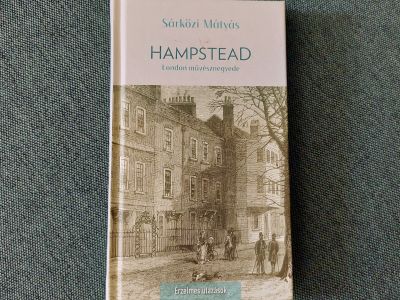 Sárközi Mátyás
HAMPSTEAD
London művésznegyede
Érzelmes utazások